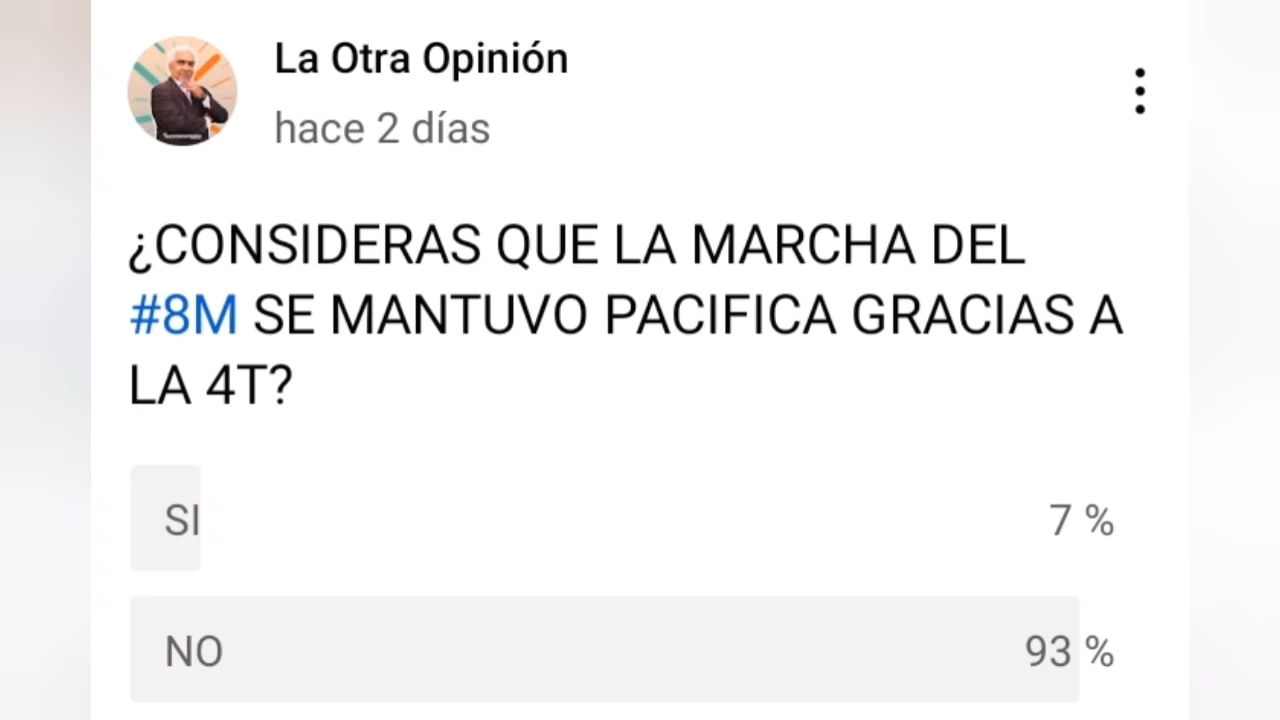 La Otra Opinión
hace 2 días
¿CONSIDERAS QUE LA MARCHA DEL
#8M SE MANTUVO PACIFICA GRACIAS A
LA 4T?
SI 7 %
NO 93 %